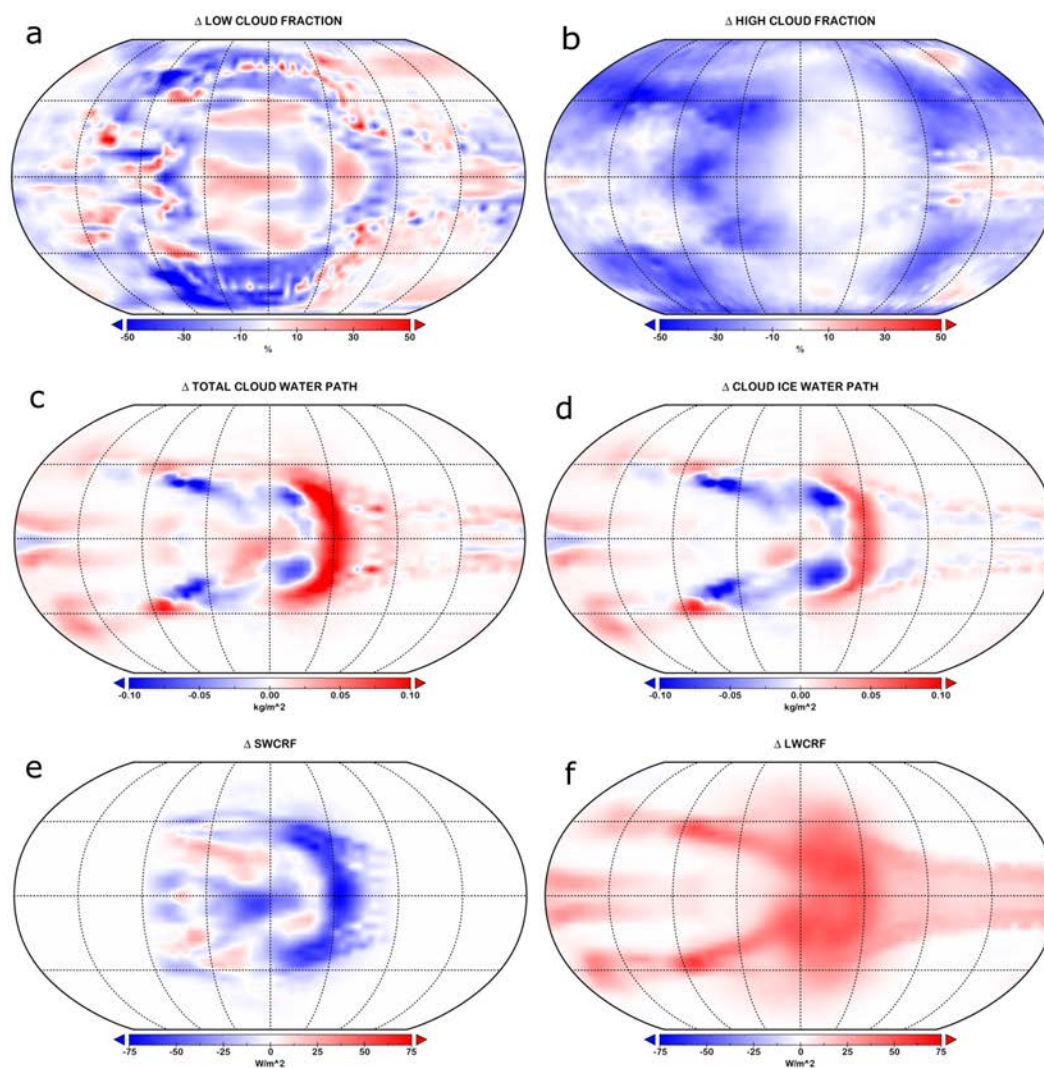 a
Δ LOW CLOUD FRACTION
-50 -30 -10 10 30 50
%
b
Δ HIGH CLOUD FRACTION
-50 -30 -10 10 30 50
%
c
Δ TOTAL CLOUD WATER PATH
-0.10 -0.05 0.00 0.05 0.10
kg/m^2
d
Δ CLOUD ICE WATER PATH
-0.10 -0.05 0.00 0.05 0.10
kg/m^2
e
Δ SWCRF
-75 -50 -25 0 25 50 75
W/m^2
f
Δ LWCRF
-75 -50 -25 0 25 50 75
W/m^2